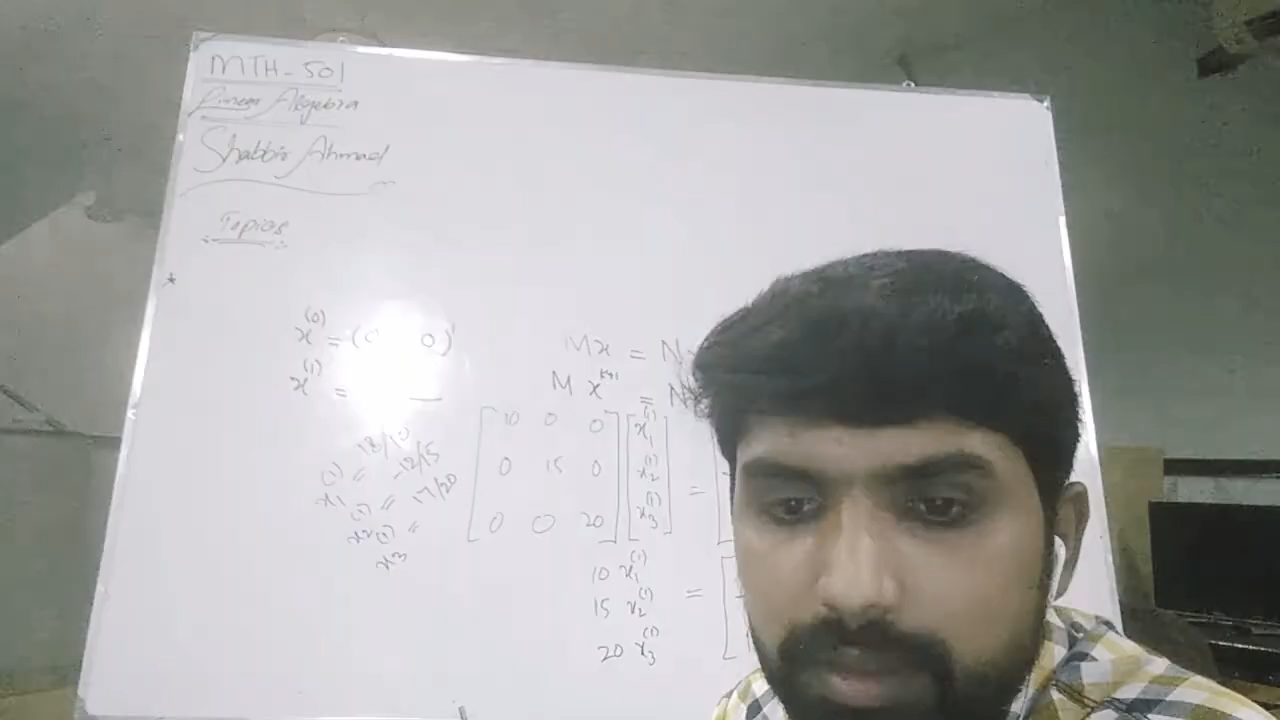 MTH-501
Linear Algebra
Shabbir Ahmad
Topics
*
x^(0) = (0 0)'
x^(1) =
x1^(1) = 18/10
x2^(1) = -12/15
x3^(1) = 17/20
Mx = N
M x^k+1 = N
[10 0 0] [x1^(1)]
[0 15 0] [x2^(1)] =
[0 0 20] [x3^(1)]
10 x1^(1)
15 x2^(1) =
20 x3^(1)